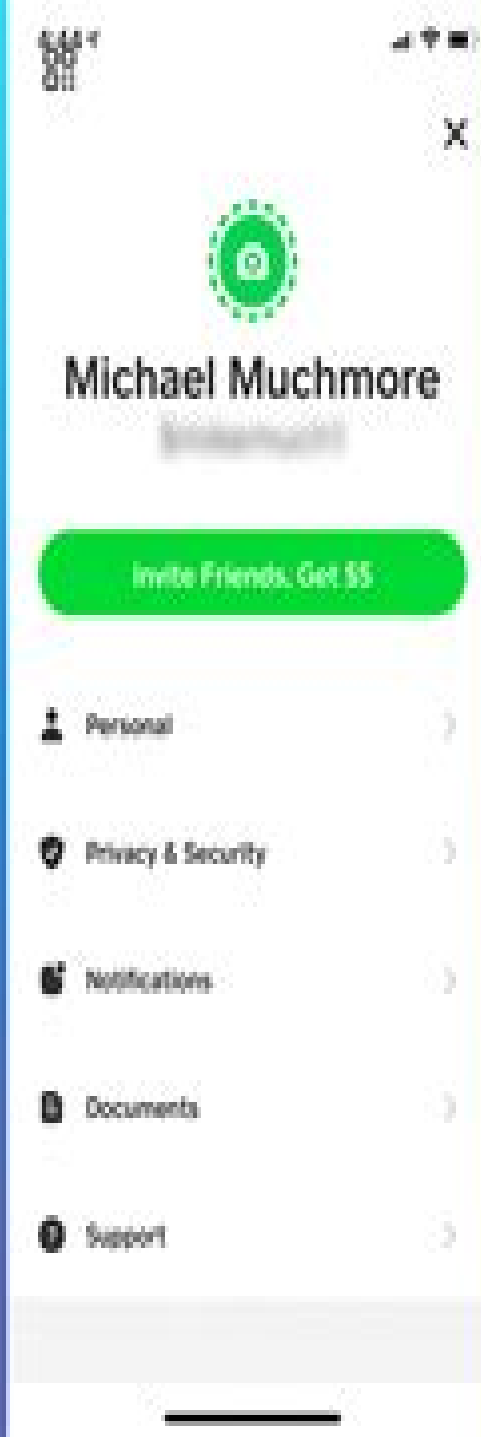 X
Michael Muchmore
Invite Friends. Get $5
Personal
Privacy & Security
Notifications
Documents
Support